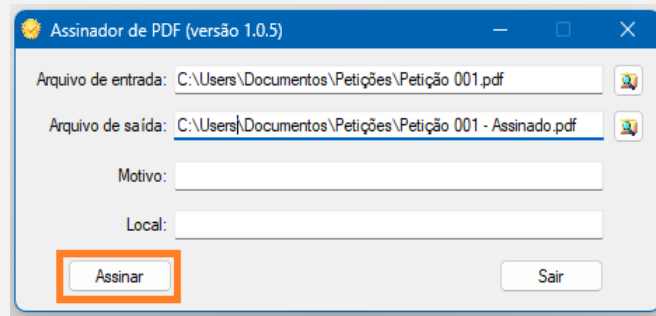 Assinador de PDF (versão 1.0.5)
Arquivo de entrada: C:\Users\Documentos\Petições\Petição 001.pdf
Arquivo de saída: C:\Users\Documentos\Petições\Petição 001 - Assinado.pdf
Motivo:
Local:
Assinar Sair